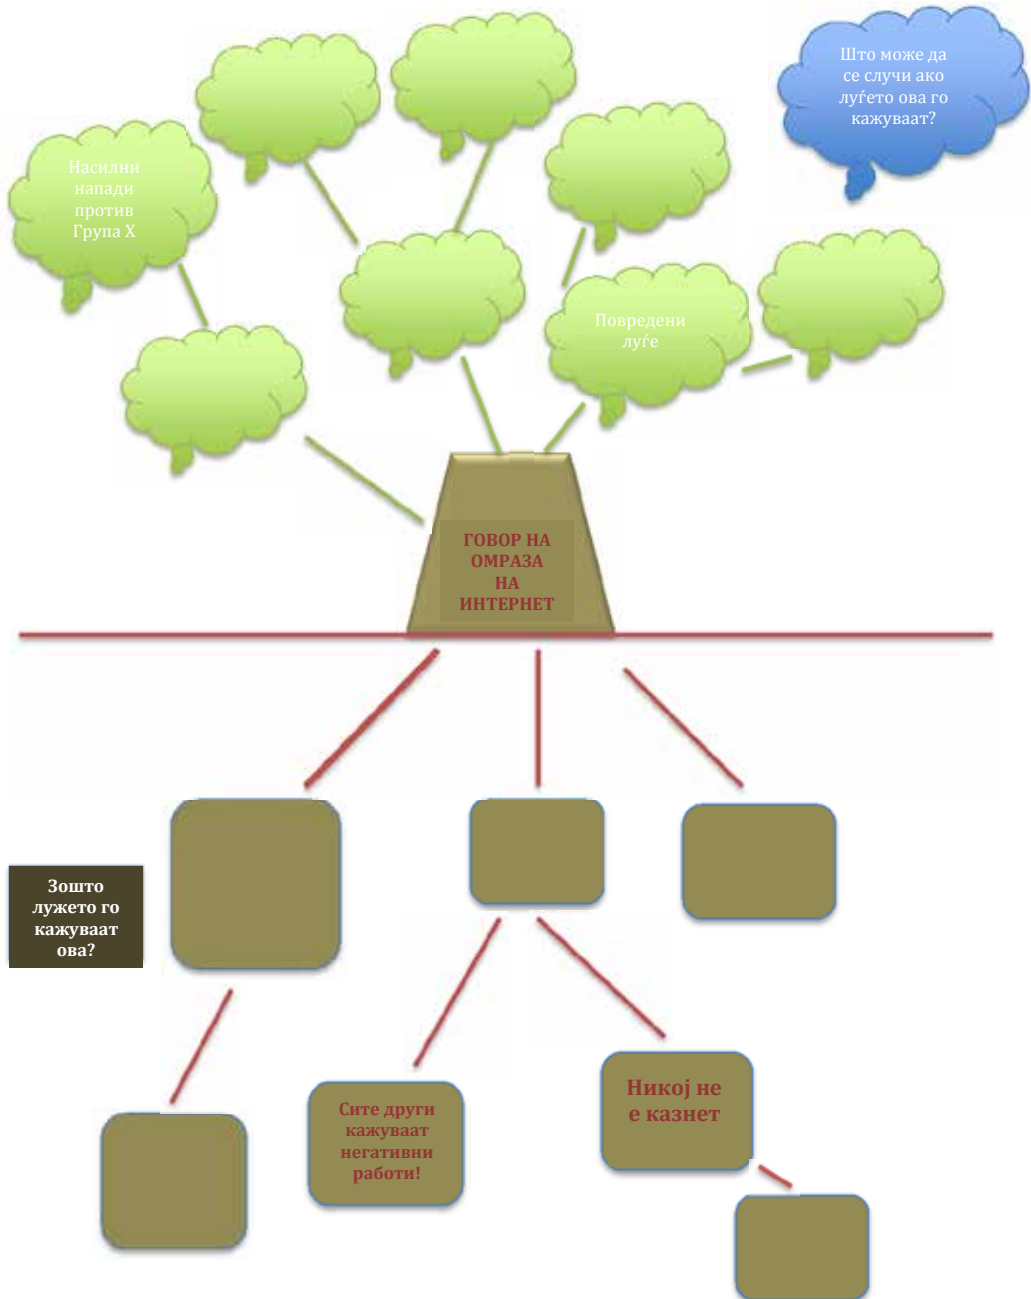 Што може да
се случи ако
луѓето ова го
кажуваат?
Насилни
напади
против
Група X
Повредени
луѓе
ГОВОР НА
ОМРАЗА
НА
ИНТЕРНЕТ
Зошто
лужето го
кажуваат
ова?
Сите други
кажуваат
негативни
работи!
Никој не
е казнет